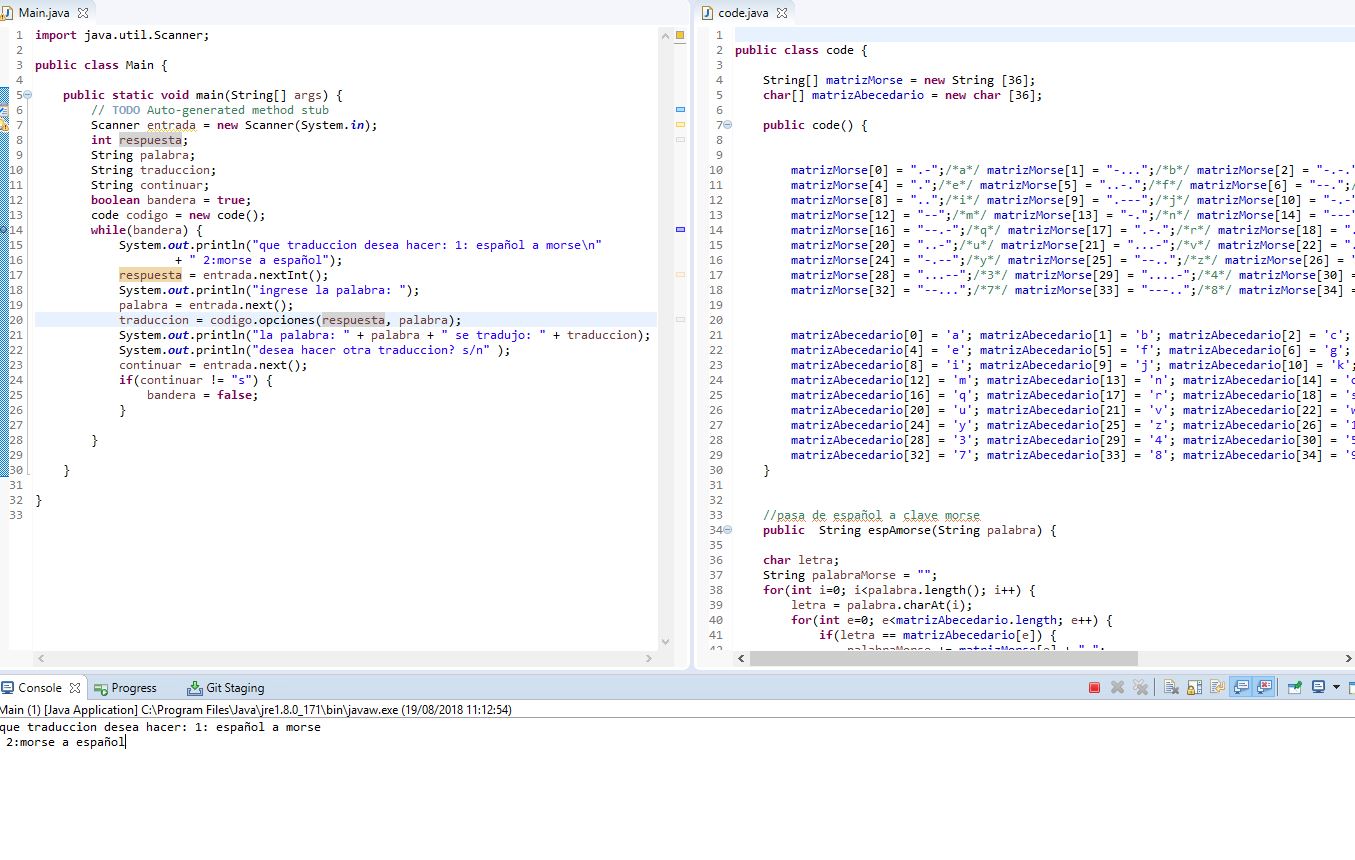 Main.java
1 import java.util.Scanner;
2
3 public class Main {
4
5 public static void main(String[] args) {
6 // TODO Auto-generated method stub
7 Scanner entrada = new Scanner(System.in);
8 int respuesta;
9 String palabra;
10 String traduccion;
11 String continuar;
12 boolean bandera = true;
13 code codigo = new code();
14 while(bandera) {
15 System.out.println("que traduccion desea hacer: 1: español a morse\n"
16 + " 2:morse a español");
17 respuesta = entrada.nextInt();
18 System.out.println("ingrese la palabra: ");
19 palabra = entrada.next();
20 traduccion = codigo.opciones(respuesta, palabra);
21 System.out.println("la palabra: " + palabra + " se tradujo: " + traduccion);
22 System.out.println("desea hacer otra traduccion? s/n" );
23 continuar = entrada.next();
24 if(continuar != "s") {
25 bandera = false;
26 }
27
28 }
29
30 }
31
32 }
33
code.java
1
2 public class code {
3
4 String[] matrizMorse = new String [36];
5 char[] matrizAbecedario = new char [36];
6
7 public code() {
8
9
10 matrizMorse[0] = ".-";/*a*/ matrizMorse[1] = "-...";/*b*/ matrizMorse[2] = "-.-."
11 matrizMorse[4] = ".";/*e*/ matrizMorse[5] = "..-.";/*f*/ matrizMorse[6] = "--.";/
12 matrizMorse[8] = "..";/*i*/ matrizMorse[9] = ".---";/*j*/ matrizMorse[10] = "-.-"
13 matrizMorse[12] = "--";/*m*/ matrizMorse[13] = "-.";/*n*/ matrizMorse[14] = "---"
14 matrizMorse[16] = "--.-";/*q*/ matrizMorse[17] = ".-.";/*r*/ matrizMorse[18] = ".
15 matrizMorse[20] = "..-";/*u*/ matrizMorse[21] = "...-";/*v*/ matrizMorse[22] = ".
16 matrizMorse[24] = "-.--";/*y*/ matrizMorse[25] = "--..";/*z*/ matrizMorse[26] =
17 matrizMorse[28] = "...--";/*3*/ matrizMorse[29] = "....-";/*4*/ matrizMorse[30] =
18 matrizMorse[32] = "--...";/*7*/ matrizMorse[33] = "---..";/*8*/ matrizMorse[34] =
19
20
21 matrizAbecedario[0] = 'a'; matrizAbecedario[1] = 'b'; matrizAbecedario[2] = 'c';
22 matrizAbecedario[4] = 'e'; matrizAbecedario[5] = 'f'; matrizAbecedario[6] = 'g';
23 matrizAbecedario[8] = 'i'; matrizAbecedario[9] = 'j'; matrizAbecedario[10] = 'k';
24 matrizAbecedario[12] = 'm'; matrizAbecedario[13] = 'n'; matrizAbecedario[14] = 'o
25 matrizAbecedario[16] = 'q'; matrizAbecedario[17] = 'r'; matrizAbecedario[18] = 's
26 matrizAbecedario[20] = 'u'; matrizAbecedario[21] = 'v'; matrizAbecedario[22] = 'w
27 matrizAbecedario[24] = 'y'; matrizAbecedario[25] = 'z'; matrizAbecedario[26] = '1
28 matrizAbecedario[28] = '3'; matrizAbecedario[29] = '4'; matrizAbecedario[30] = '5
29 matrizAbecedario[32] = '7'; matrizAbecedario[33] = '8'; matrizAbecedario[34] = '9
30 }
31
32
33 //pasa de español a clave morse
34 public String espAmorse(String palabra) {
35
36 char letra;
37 String palabraMorse = "";
38 for(int i=0; i<palabra.length(); i++) {
39 letra = palabra.charAt(i);
40 for(int e=0; e<matrizAbecedario.length; e++) {
41 if(letra == matrizAbecedario[e]) {
Console Progress Git Staging
Main (1) [Java Application] C:\Program Files\Java\jre1.8.0_171\bin\javaw.exe (19/08/2018 11:12:54)
que traduccion desea hacer: 1: español a morse
2:morse a español